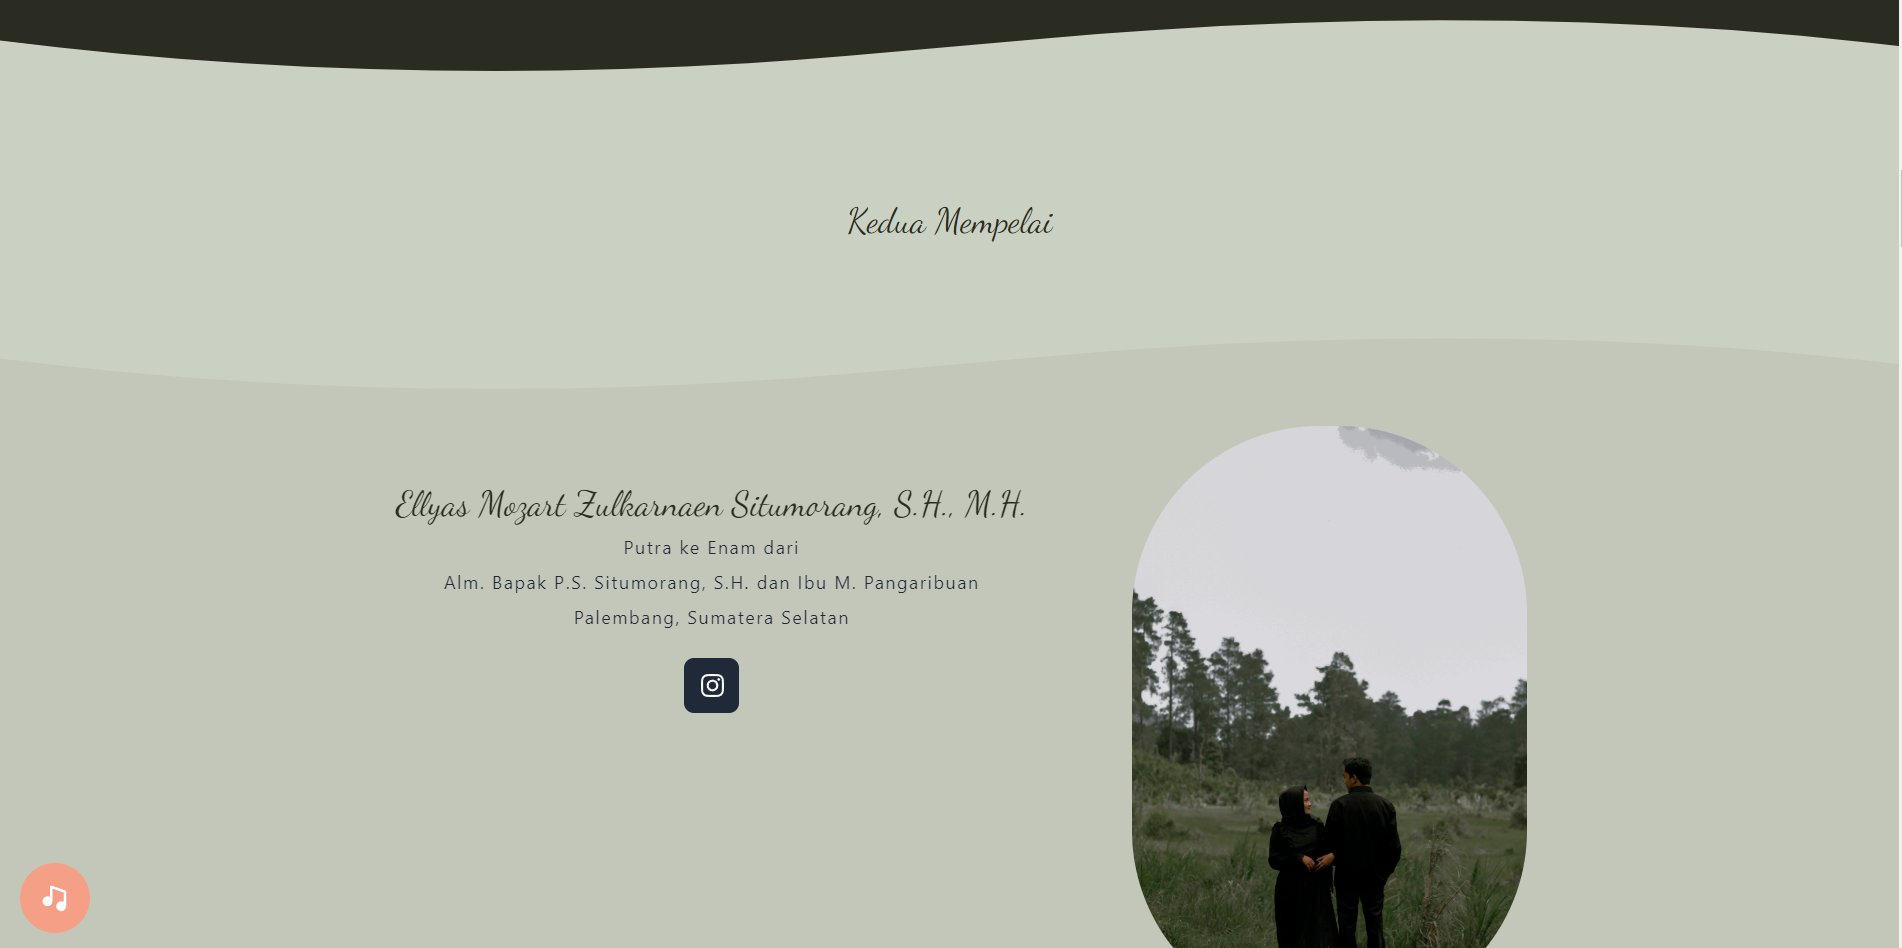 Kedua Mempelai
Ellyas Mozart Zulkarnaen Situmorang, S.H., M.H.
Putra ke Enam dari
Alm. Bapak P.S. Situmorang, S.H. dan Ibu M. Pangaribuan
Palembang, Sumatera Selatan